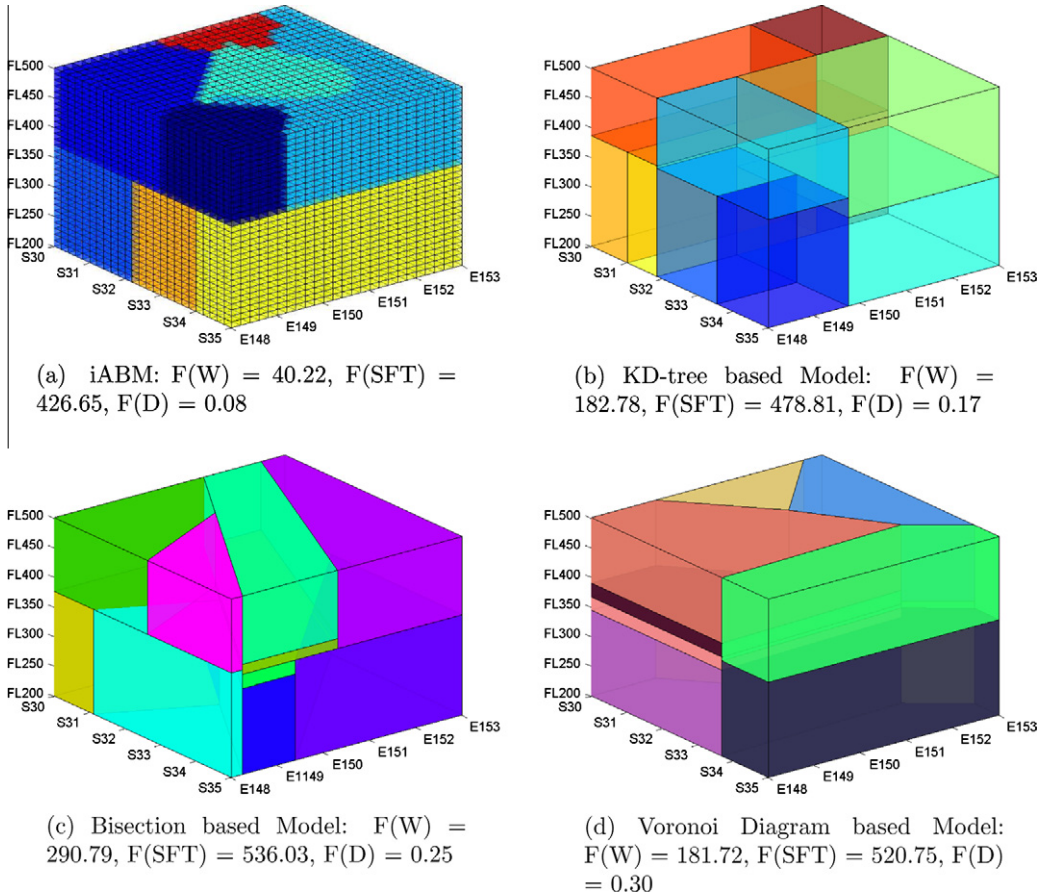 FL500
FL450
FL400
FL350
FL300
FL250
FL200
S30
S31
S32
S33
S34
S35
E148
E149
E150
E151
E152
E153
(a) iABM: F(W) = 40.22, F(SFT) =
426.65, F(D) = 0.08
FL500
FL450
FL400
FL350
FL300
FL250
FL200
S30
S31
S32
S33
S34
S35
E148
E149
E150
E151
E152
E153
(b) KD-tree based Model: F(W) =
182.78, F(SFT) = 478.81, F(D) = 0.17
FL500
FL450
FL400
FL350
FL300
FL250
FL200
S30
S31
S32
S33
S34
S35
E148
E1149
E150
E151
E152
E153
(c) Bisection based Model: F(W) =
290.79, F(SFT) = 536.03, F(D) = 0.25
FL500
FL450
FL400
FL350
FL300
FL250
FL200
S30
S31
S32
S33
S34
S35
E148
E149
E150
E151
E152
E153
(d) Voronoi Diagram based Model:
F(W) = 181.72, F(SFT) = 520.75, F(D)
= 0.30